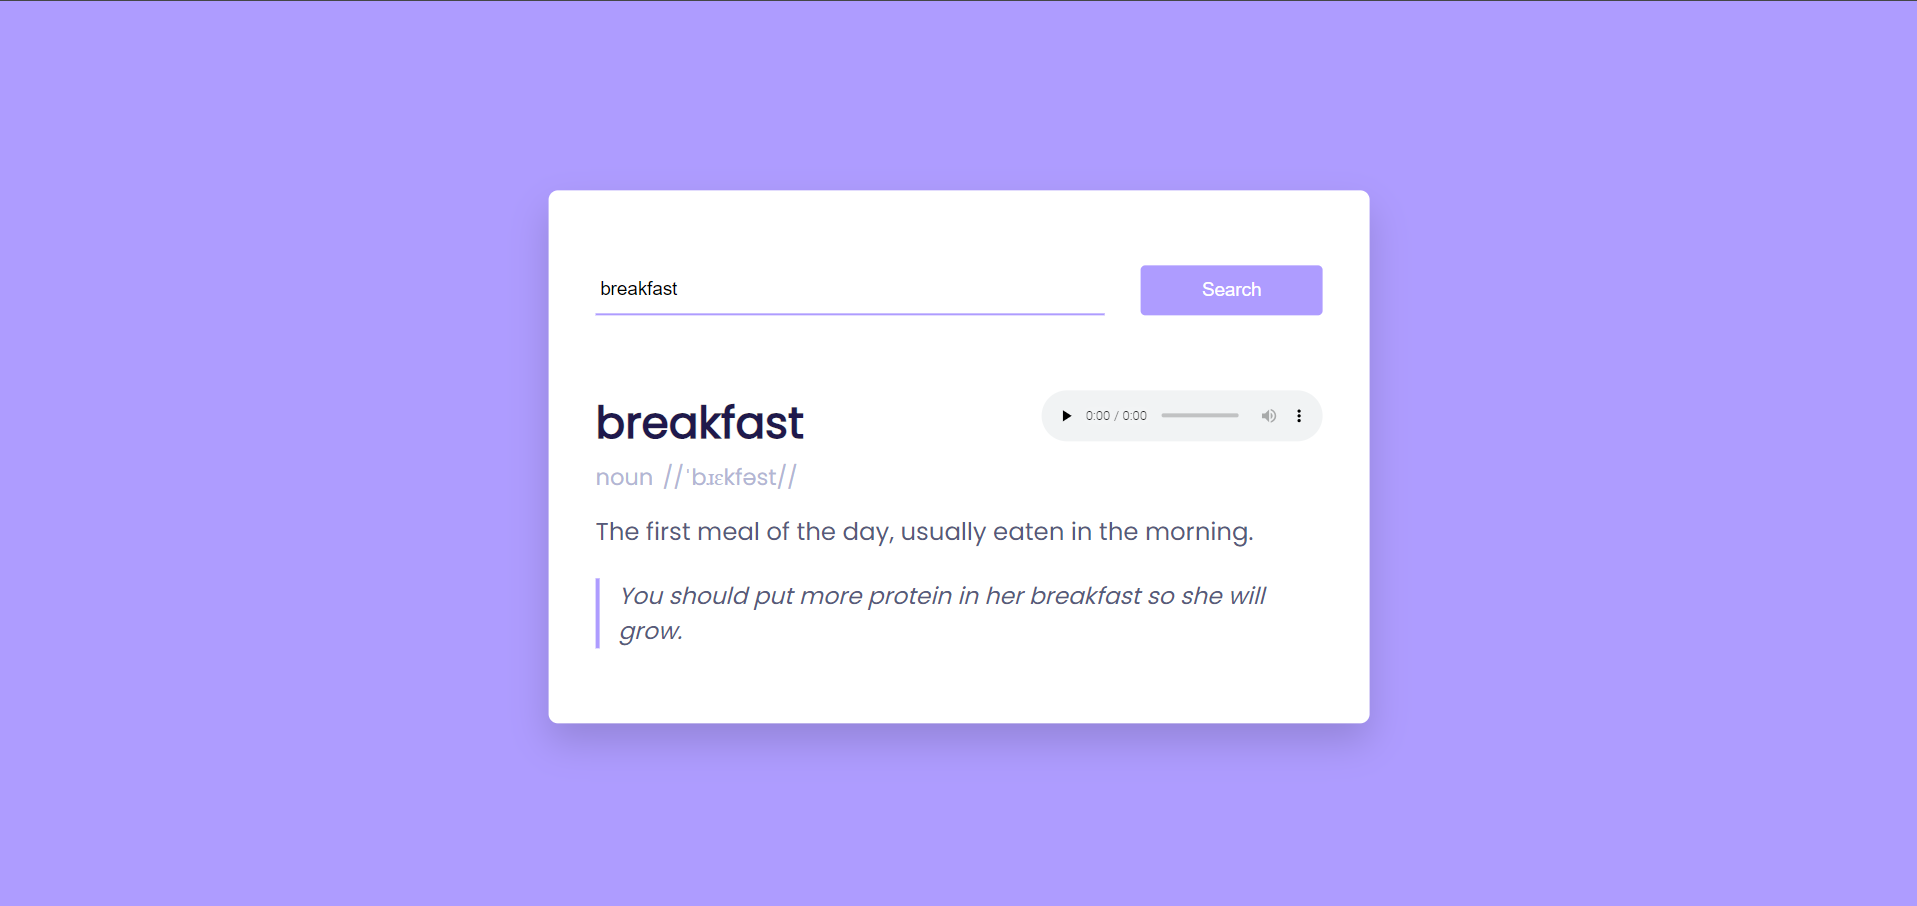 breakfast
Search
breakfast
0:00 / 0:00
noun //ˈbɹɛkfəst//
The first meal of the day, usually eaten in the morning.
You should put more protein in her breakfast so she will
grow.